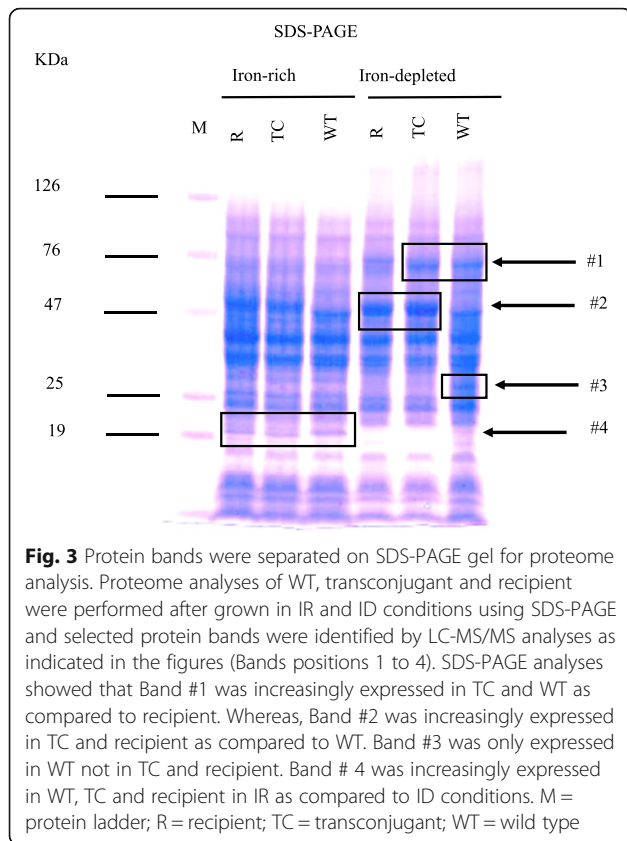 SDS-PAGE
KDa
Iron-rich Iron-depleted
M R TC WT R TC WT
126
76
#1
47
#2
25
#3
19
#4
Fig. 3 Protein bands were separated on SDS-PAGE gel for proteome
analysis. Proteome analyses of WT, transconjugant and recipient
were performed after grown in IR and ID conditions using SDS-PAGE
and selected protein bands were identified by LC-MS/MS analyses as
indicated in the figures (Bands positions 1 to 4). SDS-PAGE analyses
showed that Band #1 was increasingly expressed in TC and WT as
compared to recipient. Whereas, Band #2 was increasingly expressed
in TC and recipient as compared to WT. Band #3 was only expressed
in WT not in TC and recipient. Band # 4 was increasingly expressed
in WT, TC and recipient in IR as compared to ID conditions. M =
protein ladder; R = recipient; TC = transconjugant; WT = wild type